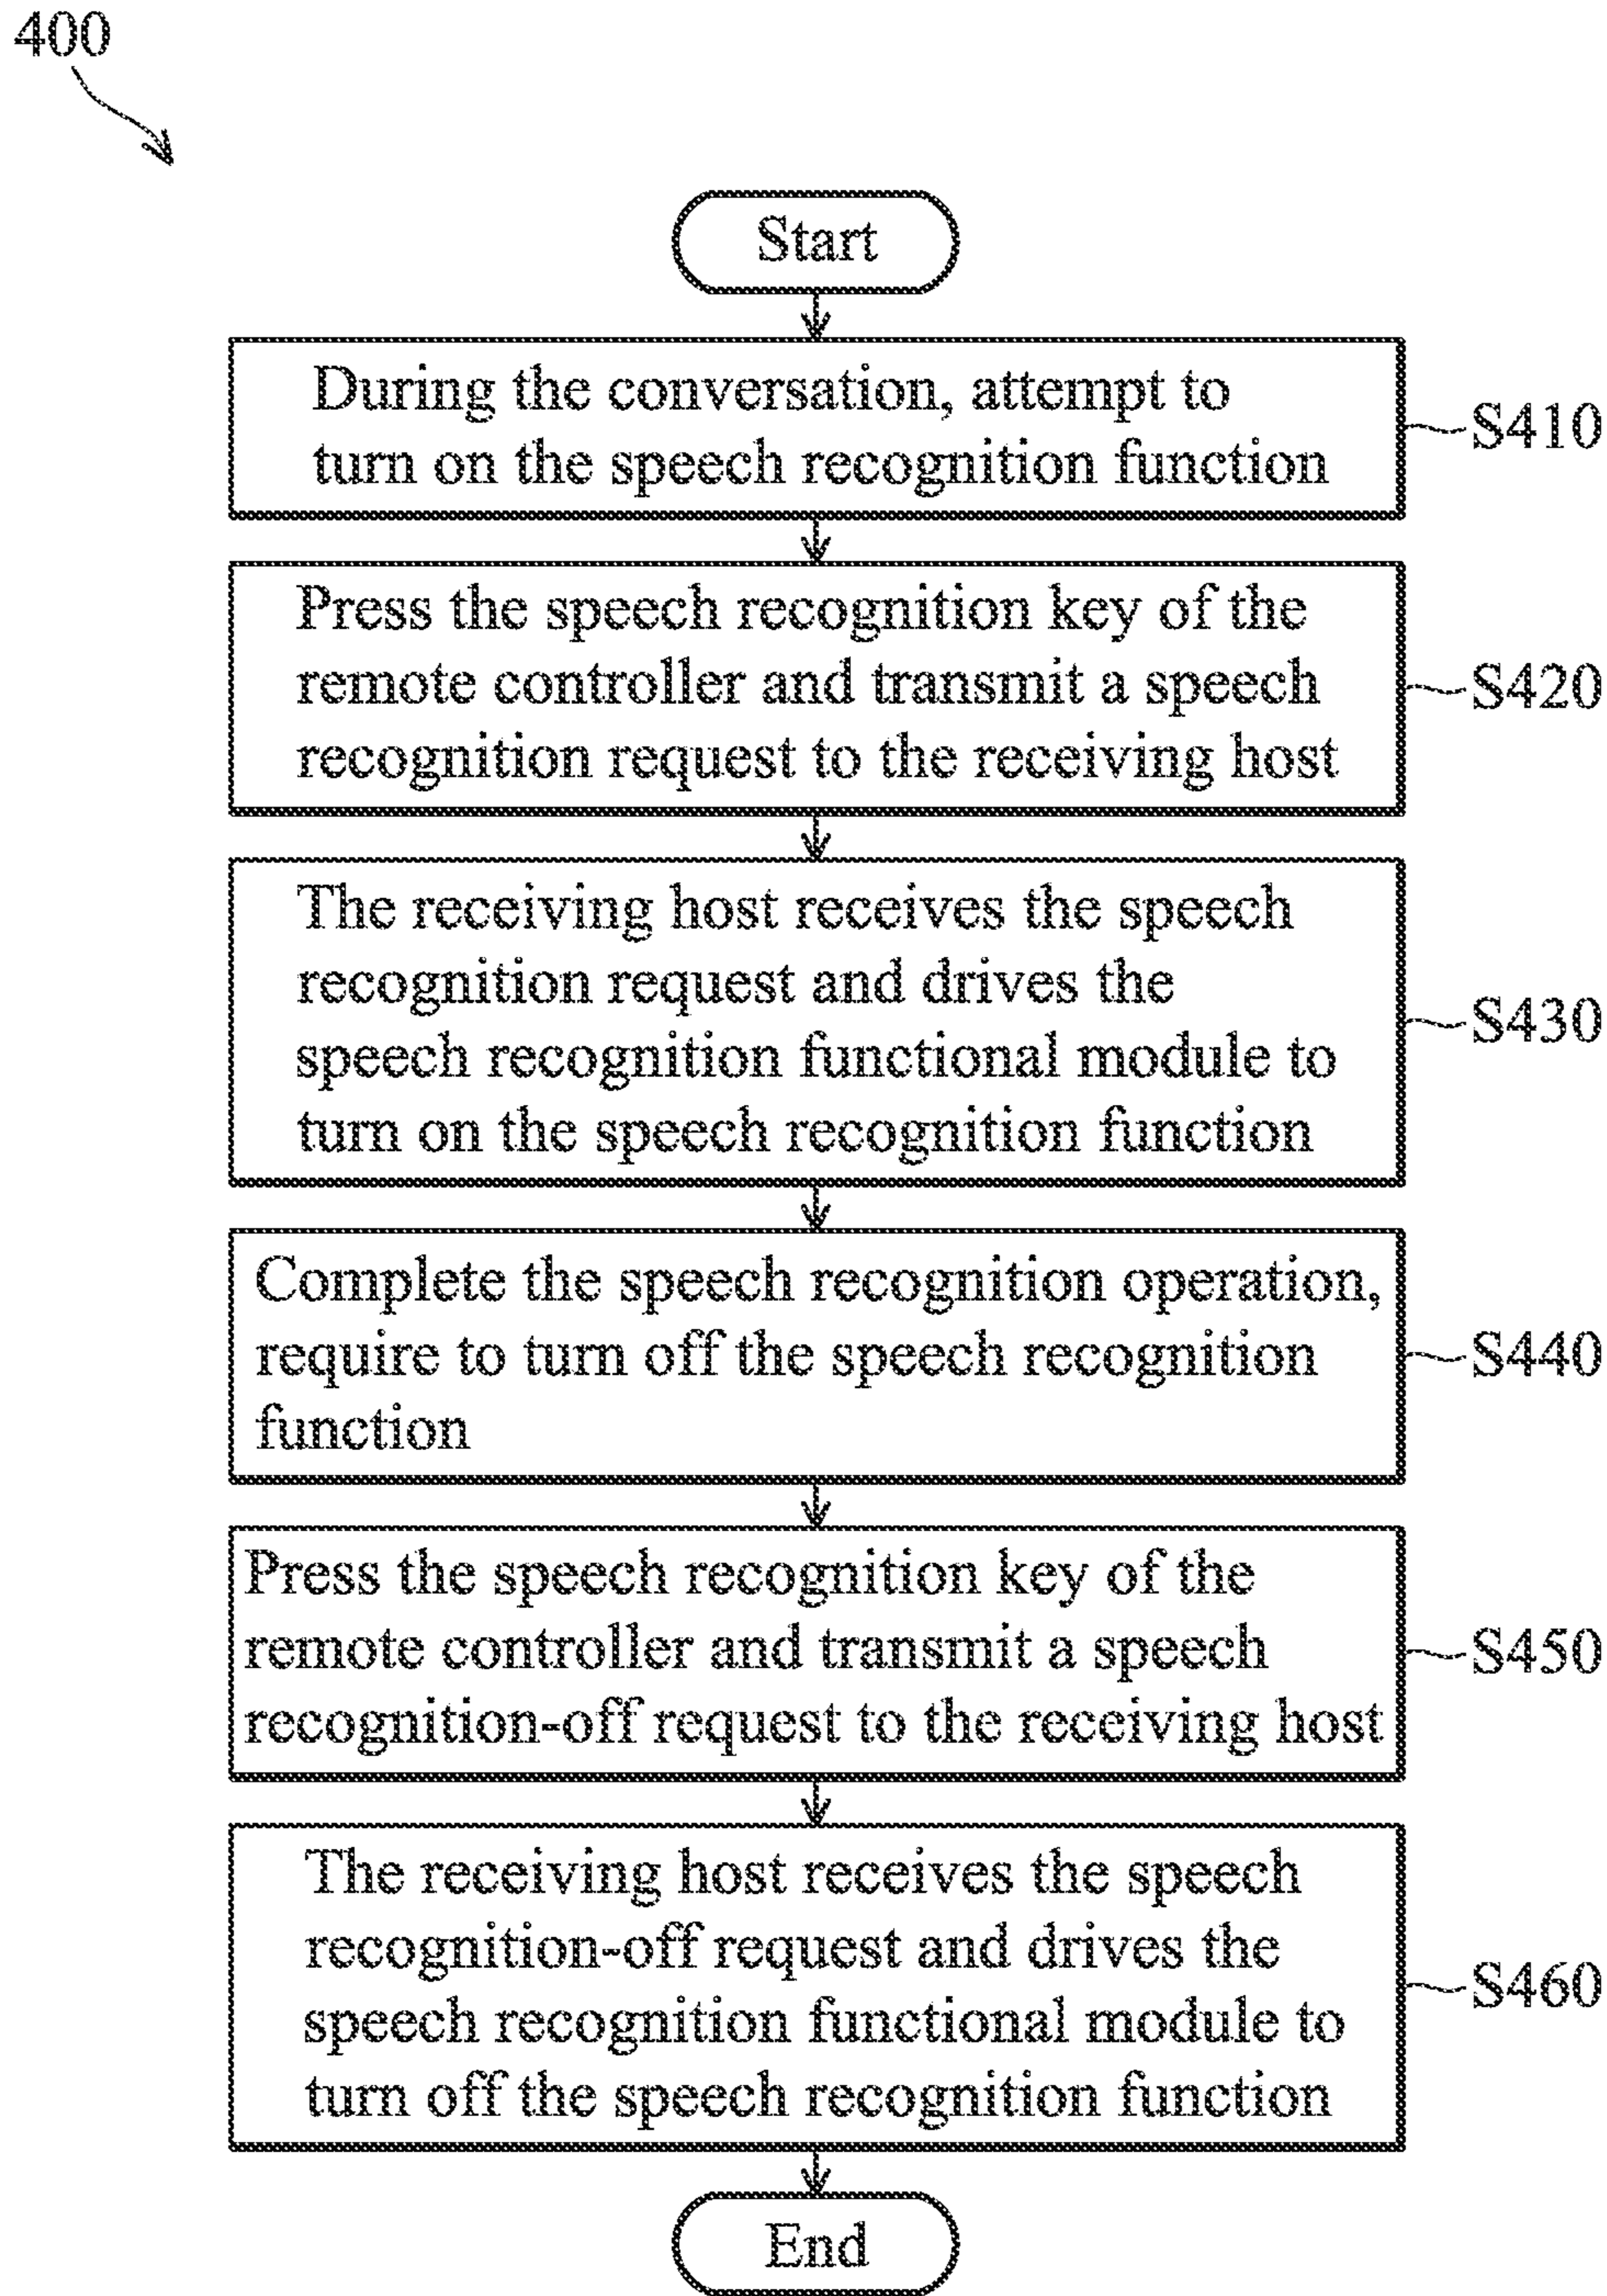 400
Start
During the conversation, attempt to
turn on the speech recognition function
S410
Press the speech recognition key of the
remote controller and transmit a speech
recognition request to the receiving host
S420
The receiving host receives the speech
recognition request and drives the
speech recognition functional module to
turn on the speech recognition function
S430
Complete the speech recognition operation,
require to turn off the speech recognition
function
S440
Press the speech recognition key of the
remote controller and transmit a speech
recognition-off request to the receiving host
S450
The receiving host receives the speech
recognition-off request and drives the
speech recognition functional module to
turn off the speech recognition function
S460
End